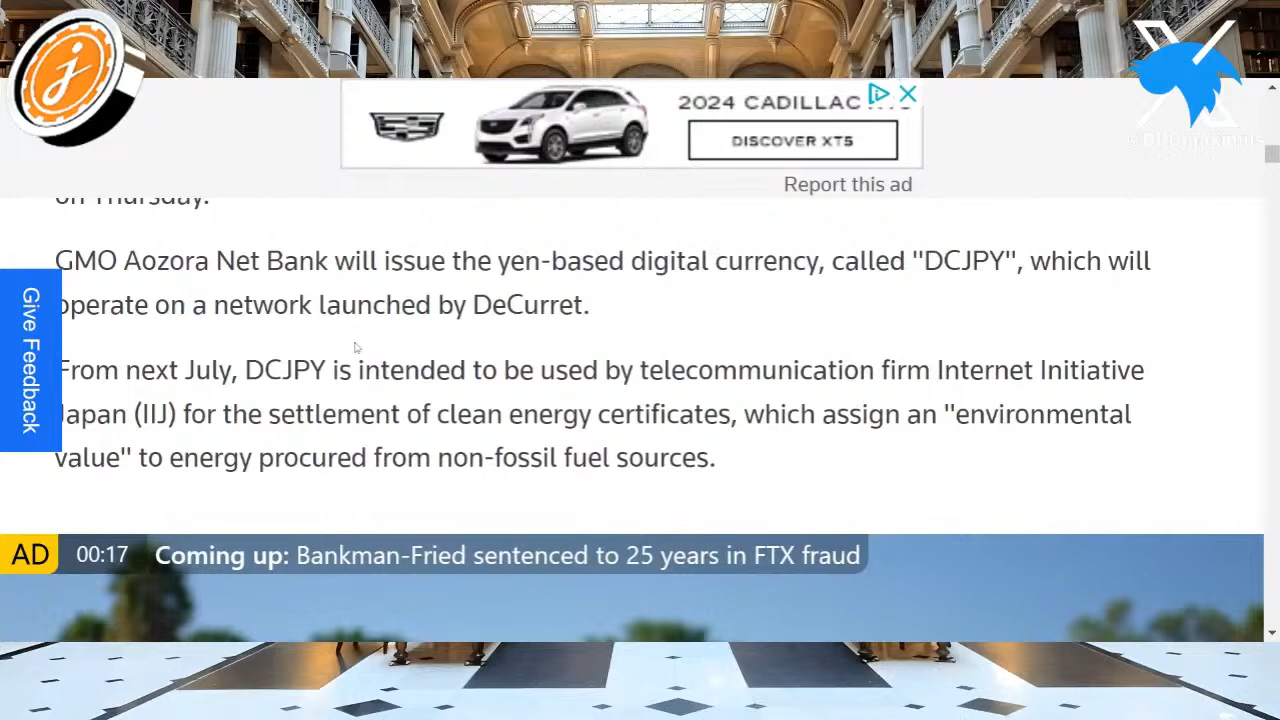 2024 CADILLAC
DISCOVER XT5
Report this ad
on Thursday.
GMO Aozora Net Bank will issue the yen-based digital currency, called "DCJPY", which will
operate on a network launched by DeCurret.
From next July, DCJPY is intended to be used by telecommunication firm Internet Initiative
Japan (IIJ) for the settlement of clean energy certificates, which assign an "environmental
value" to energy procured from non-fossil fuel sources.
Give Feedback
AD 00:17 Coming up: Bankman-Fried sentenced to 25 years in FTX fraud